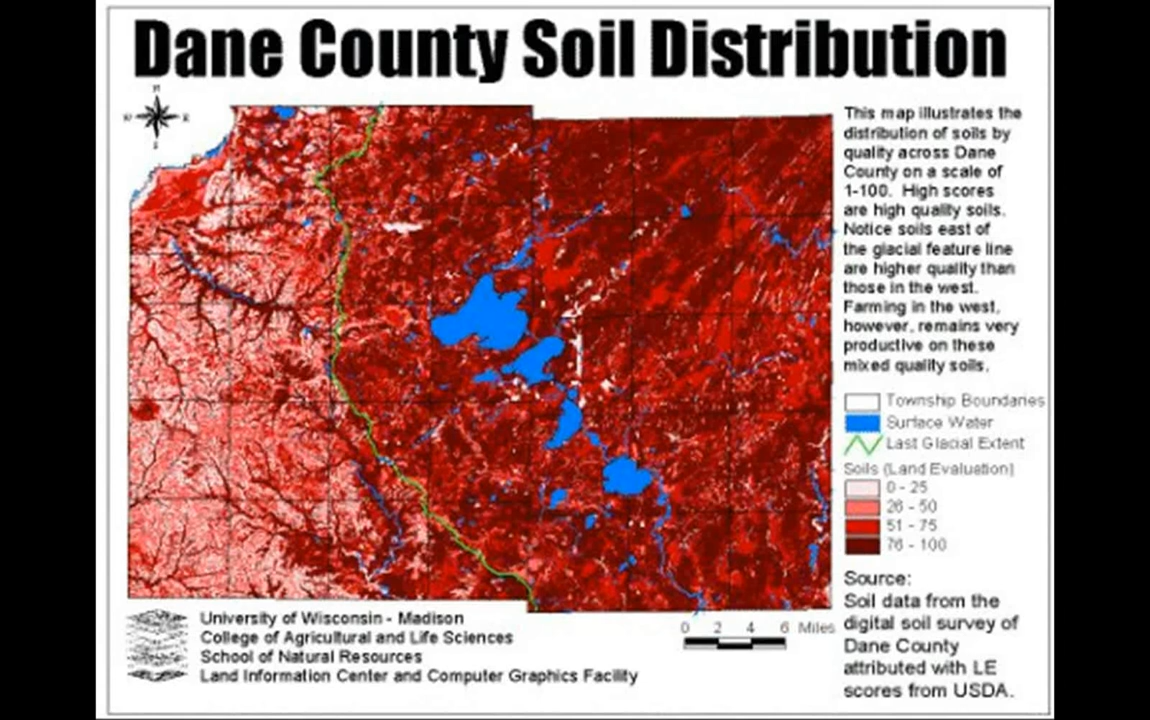 Dane County Soil Distribution
This map illustrates the
distribution of soils by
quality across Dane
County on a scale of
1-100. High scores
are high quality soils.
Notice soils east of
the glacial feature line
are higher quality than
those in the west.
Farming in the west,
however, remains very
productive on these
mixed quality soils.
Township Boundaries
Surface Water
Last Glacial Extent
Soils (Land Evaluation)
0 - 25
26 - 50
51 - 75
76 - 100
Source:
Soil data from the
digital soil survey of
Dane County
attributed with LE
scores from USDA.
0 2 4 6 Miles
University of Wisconsin - Madison
College of Agricultural and Life Sciences
School of Natural Resources
Land Information Center and Computer Graphics Facility